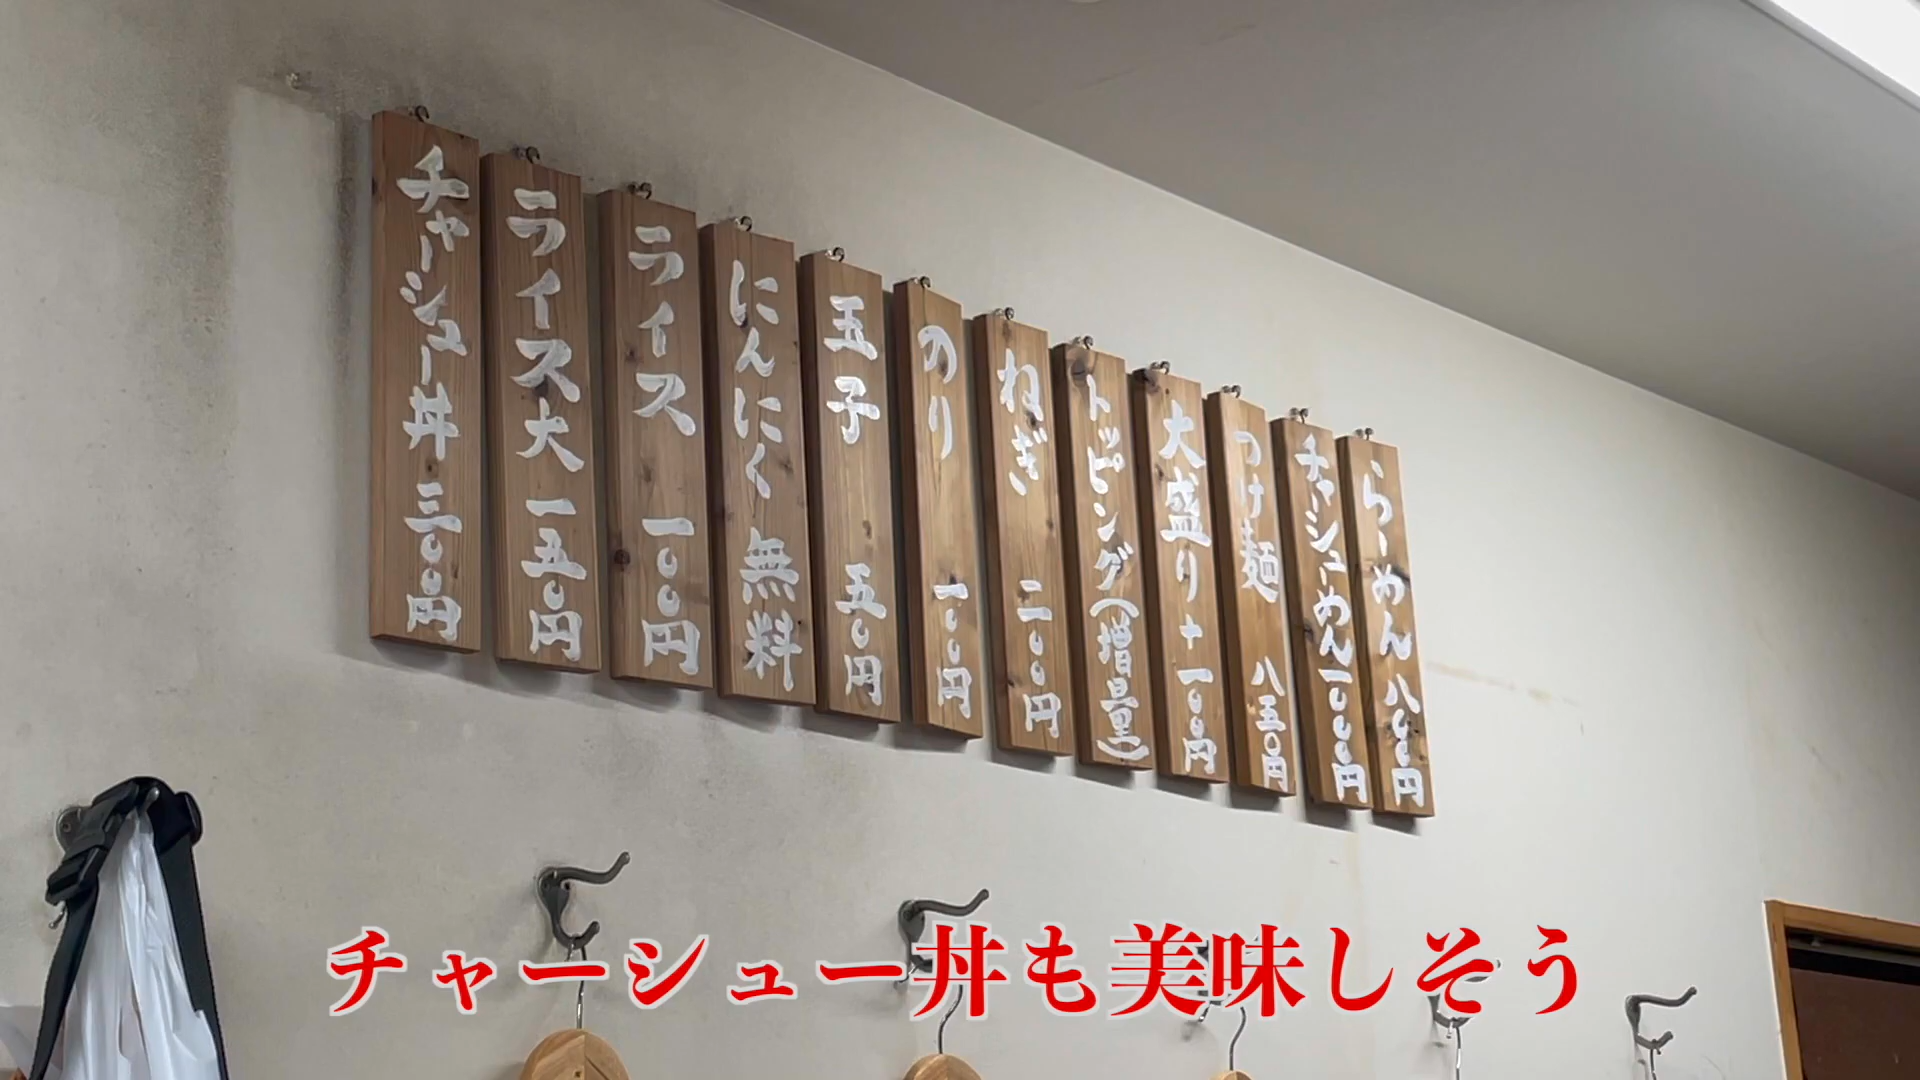 らーめん 八〇〇円
チャーシューめん 一〇〇〇円
つけ麺 八五〇円
大盛り+一〇〇円
トッピング(増量)
ねぎ 二〇〇円
のり 一〇〇円
玉子 五〇円
にんにく 無料
ライス 一〇〇円
ライス大 一五〇円
チャーシュー丼 三〇〇円
チャーシュー丼も美味しそう